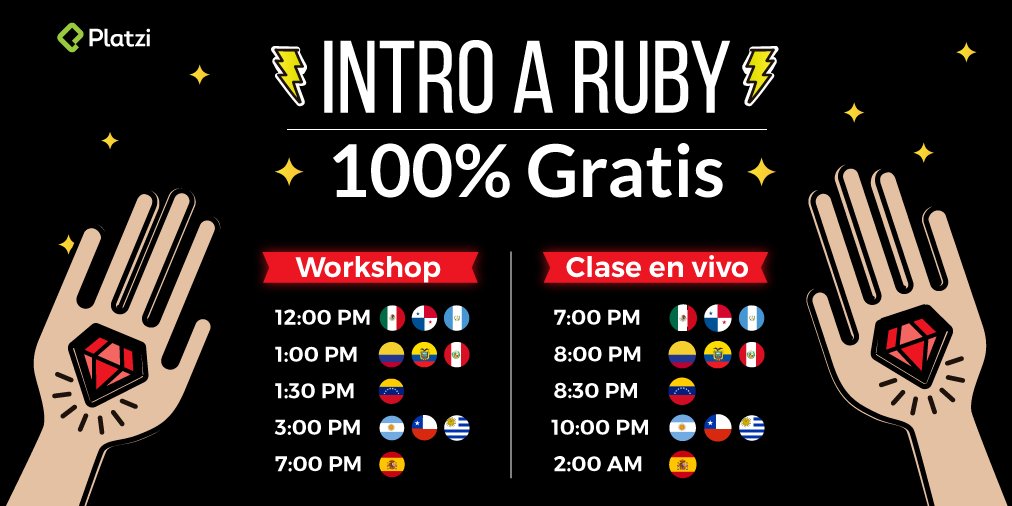 Platzi
INTRO A RUBY
100% Gratis
Workshop
12:00 PM
1:00 PM
1:30 PM
3:00 PM
7:00 PM
Clase en vivo
7:00 PM
8:00 PM
8:30 PM
10:00 PM
2:00 AM